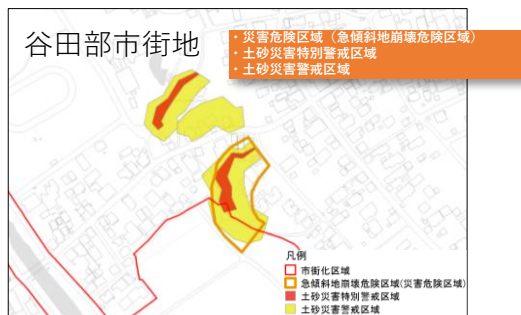 谷田部市街地
・災害危険区域（急傾斜地崩壊危険区域）
・土砂災害特別警戒区域
・土砂災害警戒区域
凡例
市街化区域
急傾斜地崩壊危険区域(災害危険区域)
土砂災害特別警戒区域
土砂災害警戒区域